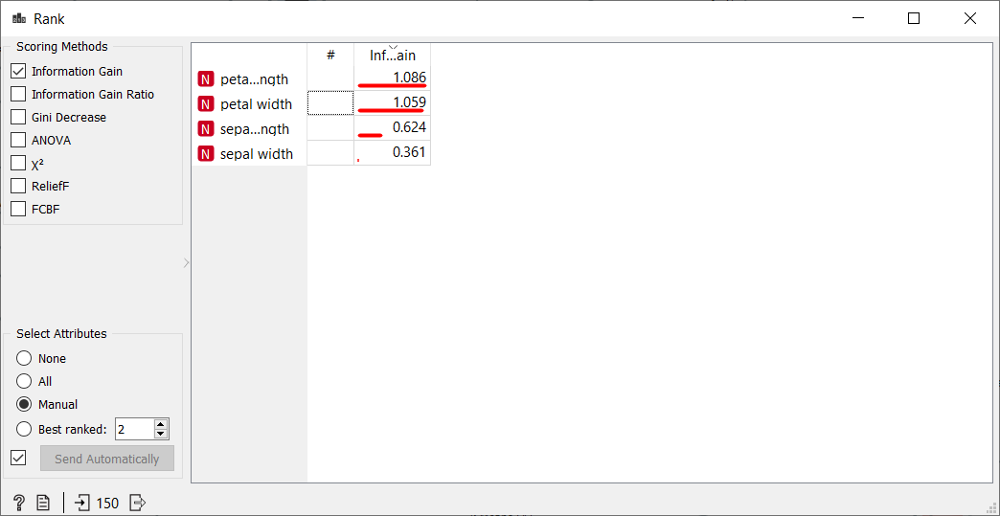 Rank
Scoring Methods
Information Gain
Information Gain Ratio
Gini Decrease
ANOVA
X²
ReliefF
FCBF
# Inf...ain
N peta...ngth 1.086
N petal width 1.059
N sepa...ngth 0.624
N sepal width 0.361
Select Attributes
None
All
Manual
Best ranked: 2
Send Automatically
? 150